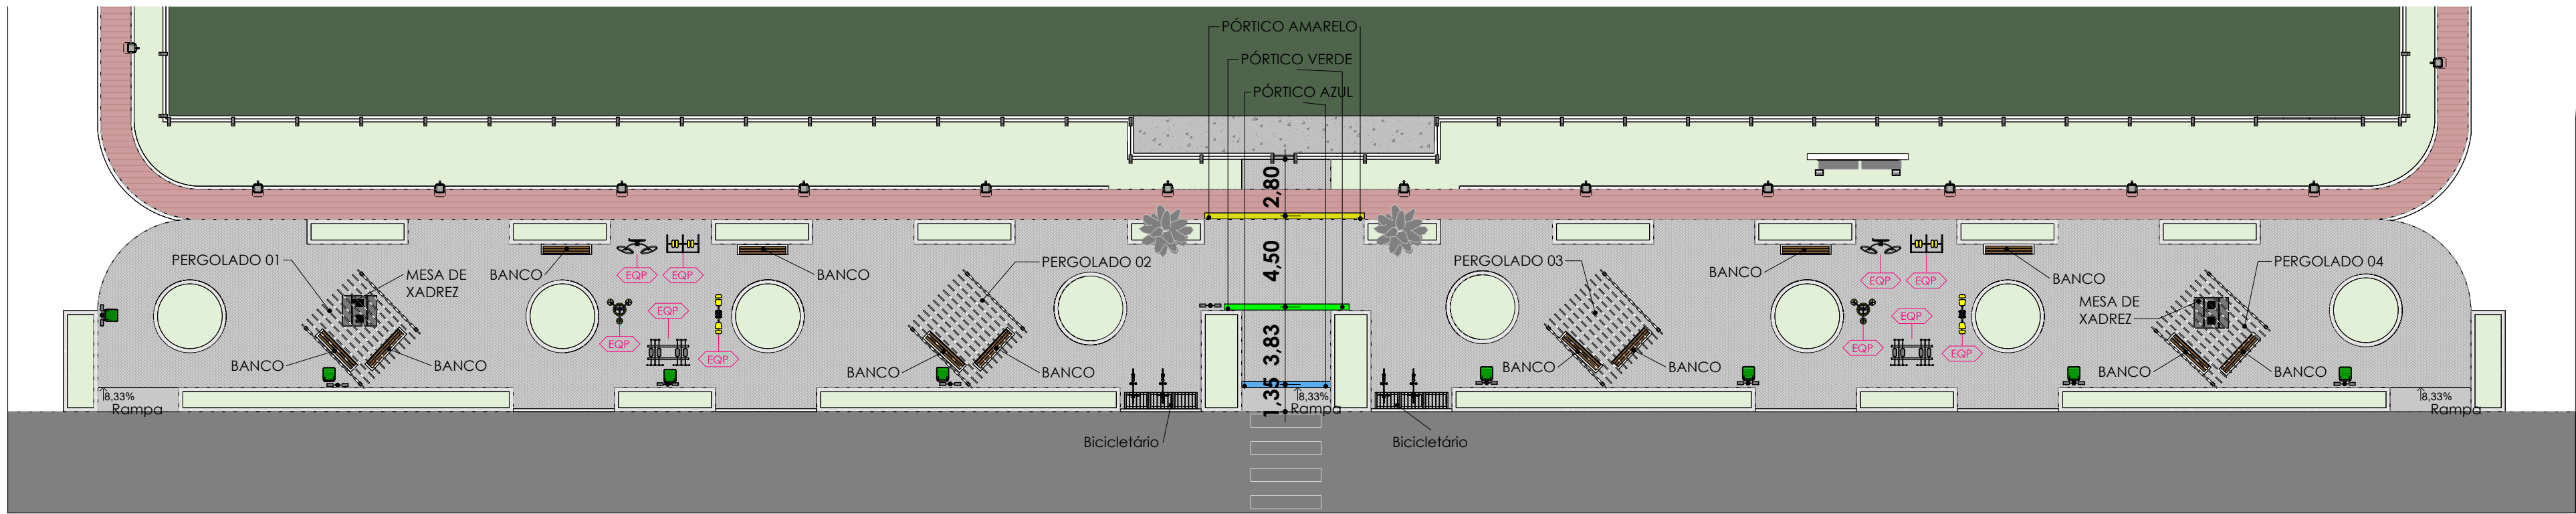 PÓRTICO AMARELO
PÓRTICO VERDE
PÓRTICO AZUL
2,80
4,50
3,83
1,35
PERGOLADO 01
MESA DE
XADREZ
BANCO
BANCO
BANCO
BANCO
EQP
EQP
EQP
EQP
EQP
PERGOLADO 02
BANCO
BANCO
PERGOLADO 03
BANCO
BANCO
BANCO
BANCO
EQP
EQP
EQP
EQP
EQP
PERGOLADO 04
MESA DE
XADREZ
BANCO
BANCO
8,33%
Rampa
8,33%
Rampa
8,33%
Rampa
Bicicletário
Bicicletário